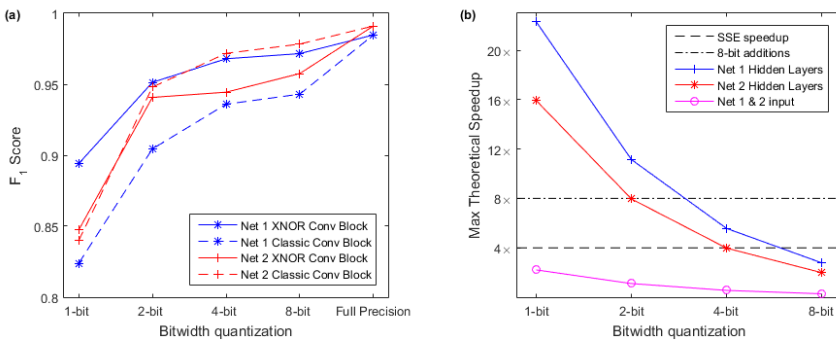 (a)
F1 Score
1
0.95
0.9
0.85
0.8
1-bit 2-bit 4-bit 8-bit Full Precision
Bitwidth quantization
Net 1 XNOR Conv Block
Net 1 Classic Conv Block
Net 2 XNOR Conv Block
Net 2 Classic Conv Block
(b)
Max Theoretical Speedup
20×
16×
12×
8×
4×
1-bit 2-bit 4-bit 8-bit
Bitwidth quantization
SSE speedup
8-bit additions
Net 1 Hidden Layers
Net 2 Hidden Layers
Net 1 & 2 input